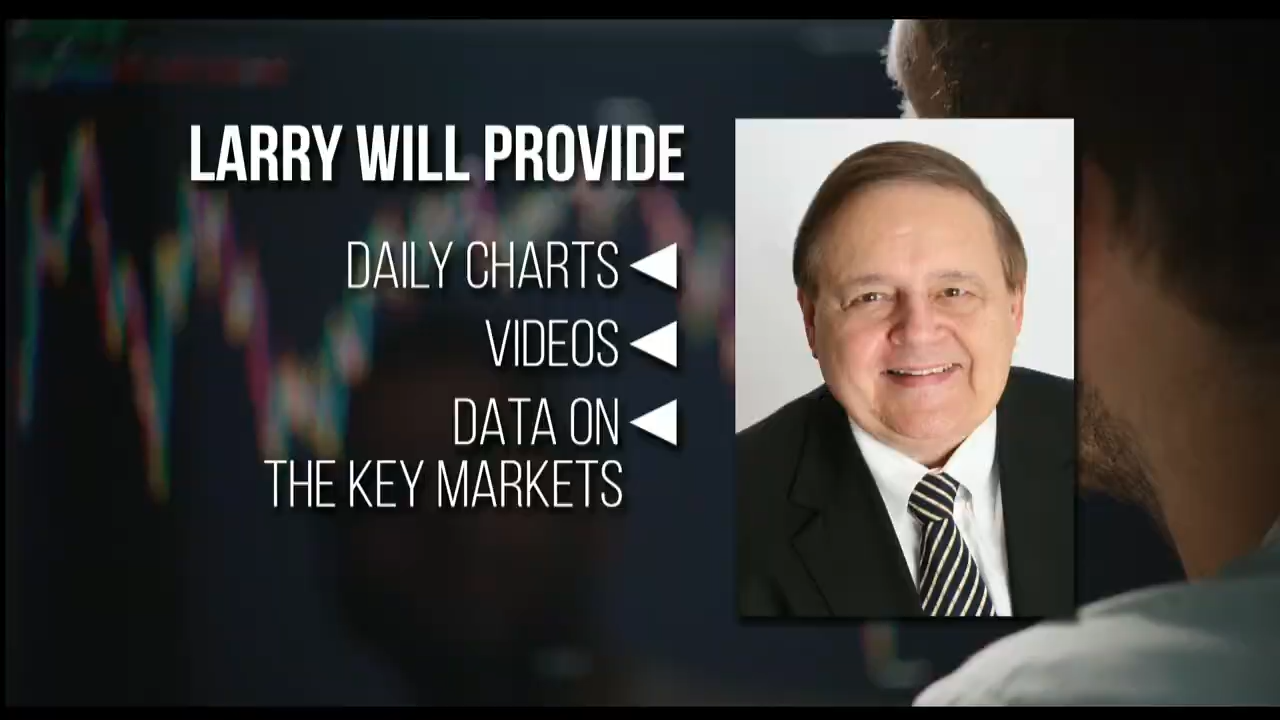 LARRY WILL PROVIDE
DAILY CHARTS
VIDEOS
DATA ON
THE KEY MARKETS